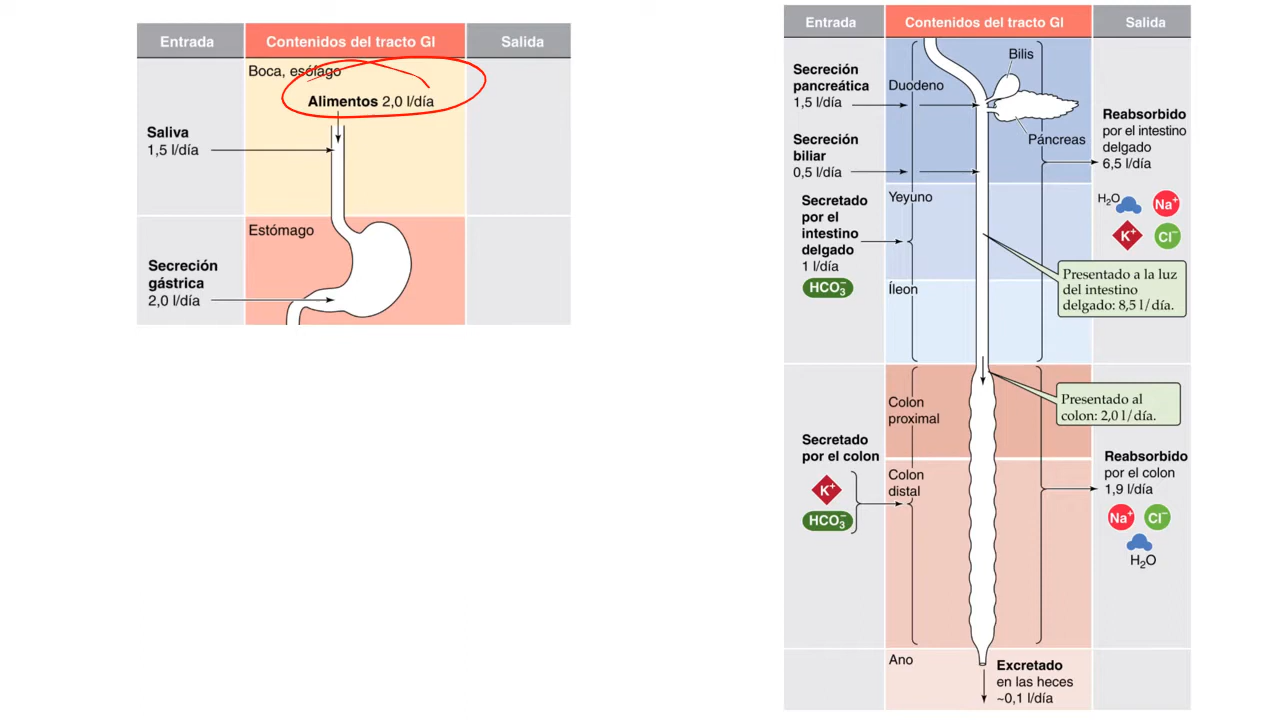 Entrada
Contenidos del tracto GI
Salida
Boca, esófago
Alimentos 2,0 l/día
Saliva
1,5 l/día
Estómago
Secreción
gástrica
2,0 l/día
Entrada
Contenidos del tracto GI
Salida
Bilis
Secreción
pancreática
1,5 l/día
Duodeno
Páncreas
Reabsorbido
por el intestino
delgado
6,5 l/día
Secreción
biliar
0,5 l/día
Yeyuno
H₂O
Na⁺
K⁺
Cl⁻
Secretado
por el
intestino
delgado
1 l/día
HCO₃⁻
Íleon
Presentado a la luz
del intestino
delgado: 8,5 l/día.
Colon
proximal
Presentado al
colon: 2,0 l/día.
Secretado
por el colon
K⁺
HCO₃⁻
Colon
distal
Reabsorbido
por el colon
1,9 l/día
Na⁺
Cl⁻
H₂O
Ano
Excretado
en las heces
~0,1 l/día